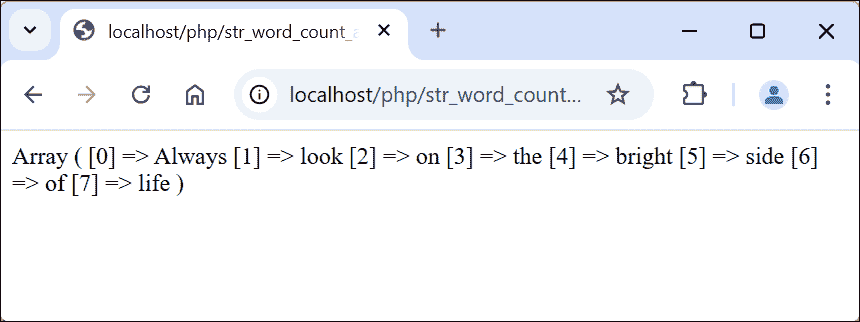 localhost/php/str_word_count_a
localhost/php/str_word_count...
Array ( [0] => Always [1] => look [2] => on [3] => the [4] => bright [5] => side [6]
=> of [7] => life )